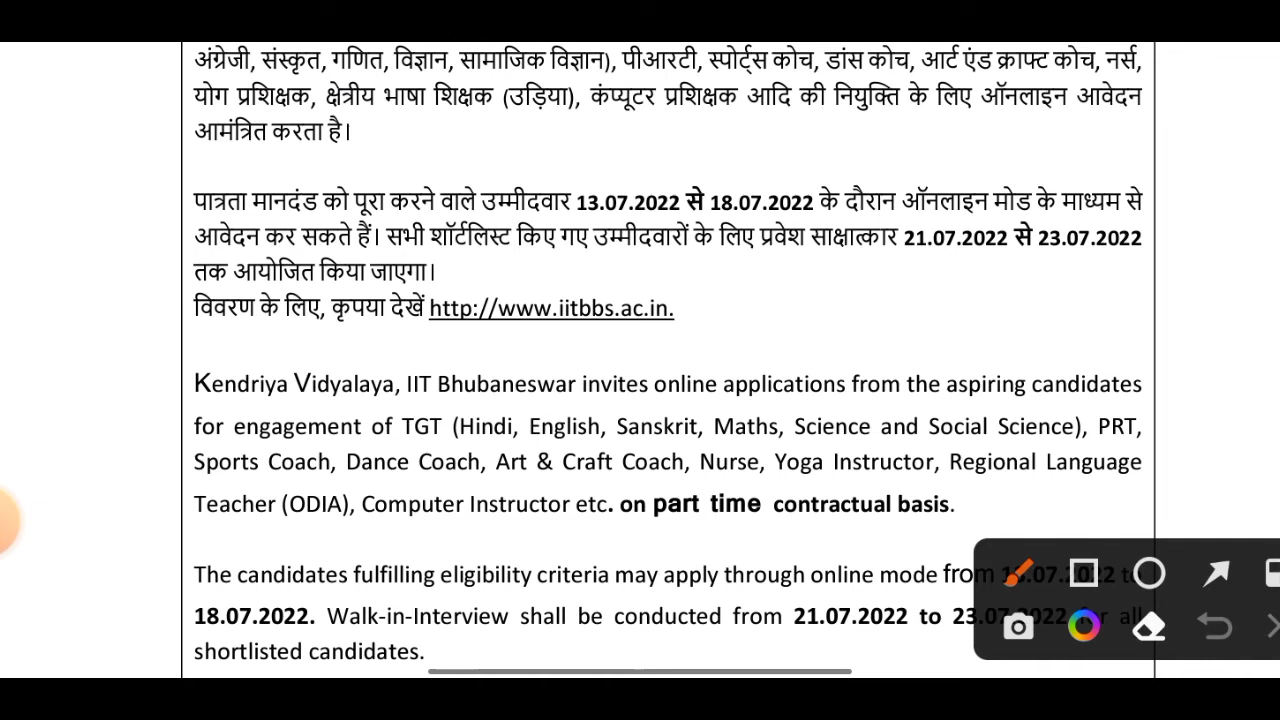 अंग्रेजी, संस्कृत, गणित, विज्ञान, सामाजिक विज्ञान), पीआरटी, स्पोर्ट्स कोच, डांस कोच, आर्ट एंड क्राफ्ट कोच, नर्स,
योग प्रशिक्षक, क्षेत्रीय भाषा शिक्षक (उड़िया), कंप्यूटर प्रशिक्षक आदि की नियुक्ति के लिए ऑनलाइन आवेदन
आमंत्रित करता है।
पात्रता मानदंड को पूरा करने वाले उम्मीदवार 13.07.2022 से 18.07.2022 के दौरान ऑनलाइन मोड के माध्यम से
आवेदन कर सकते हैं। सभी शॉर्टलिस्ट किए गए उम्मीदवारों के लिए प्रवेश साक्षात्कार 21.07.2022 से 23.07.2022
तक आयोजित किया जाएगा।
विवरण के लिए, कृपया देखें http://www.iitbbs.ac.in.
Kendriya Vidyalaya, IIT Bhubaneswar invites online applications from the aspiring candidates
for engagement of TGT (Hindi, English, Sanskrit, Maths, Science and Social Science), PRT,
Sports Coach, Dance Coach, Art & Craft Coach, Nurse, Yoga Instructor, Regional Language
Teacher (ODIA), Computer Instructor etc. on part time contractual basis.
The candidates fulfilling eligibility criteria may apply through online mode from to
18.07.2022. Walk-in-Interview shall be conducted from 21.07.2022 to 23.07.2022 for all
shortlisted candidates.